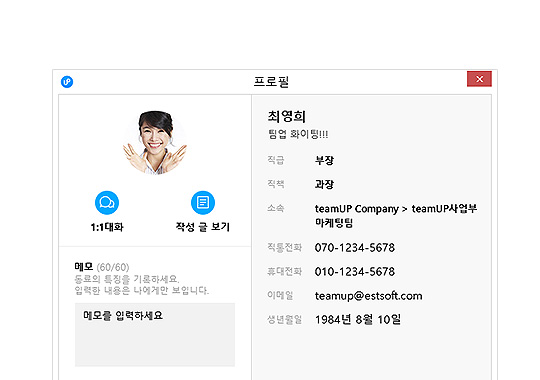 UP
프로필
1:1대화
작성 글 보기
메모 (60/60)
동료의 특징을 기록하세요.
입력한 내용은 나에게만 보입니다.
메모를 입력하세요
최영희
팀업 화이팅!!!
직급 부장
직책 과장
소속 teamUP Company > teamUP사업부
마케팅팀
직통전화 070-1234-5678
휴대전화 010-1234-5678
이메일 teamup@estsoft.com
생년월일 1984년 8월 10일